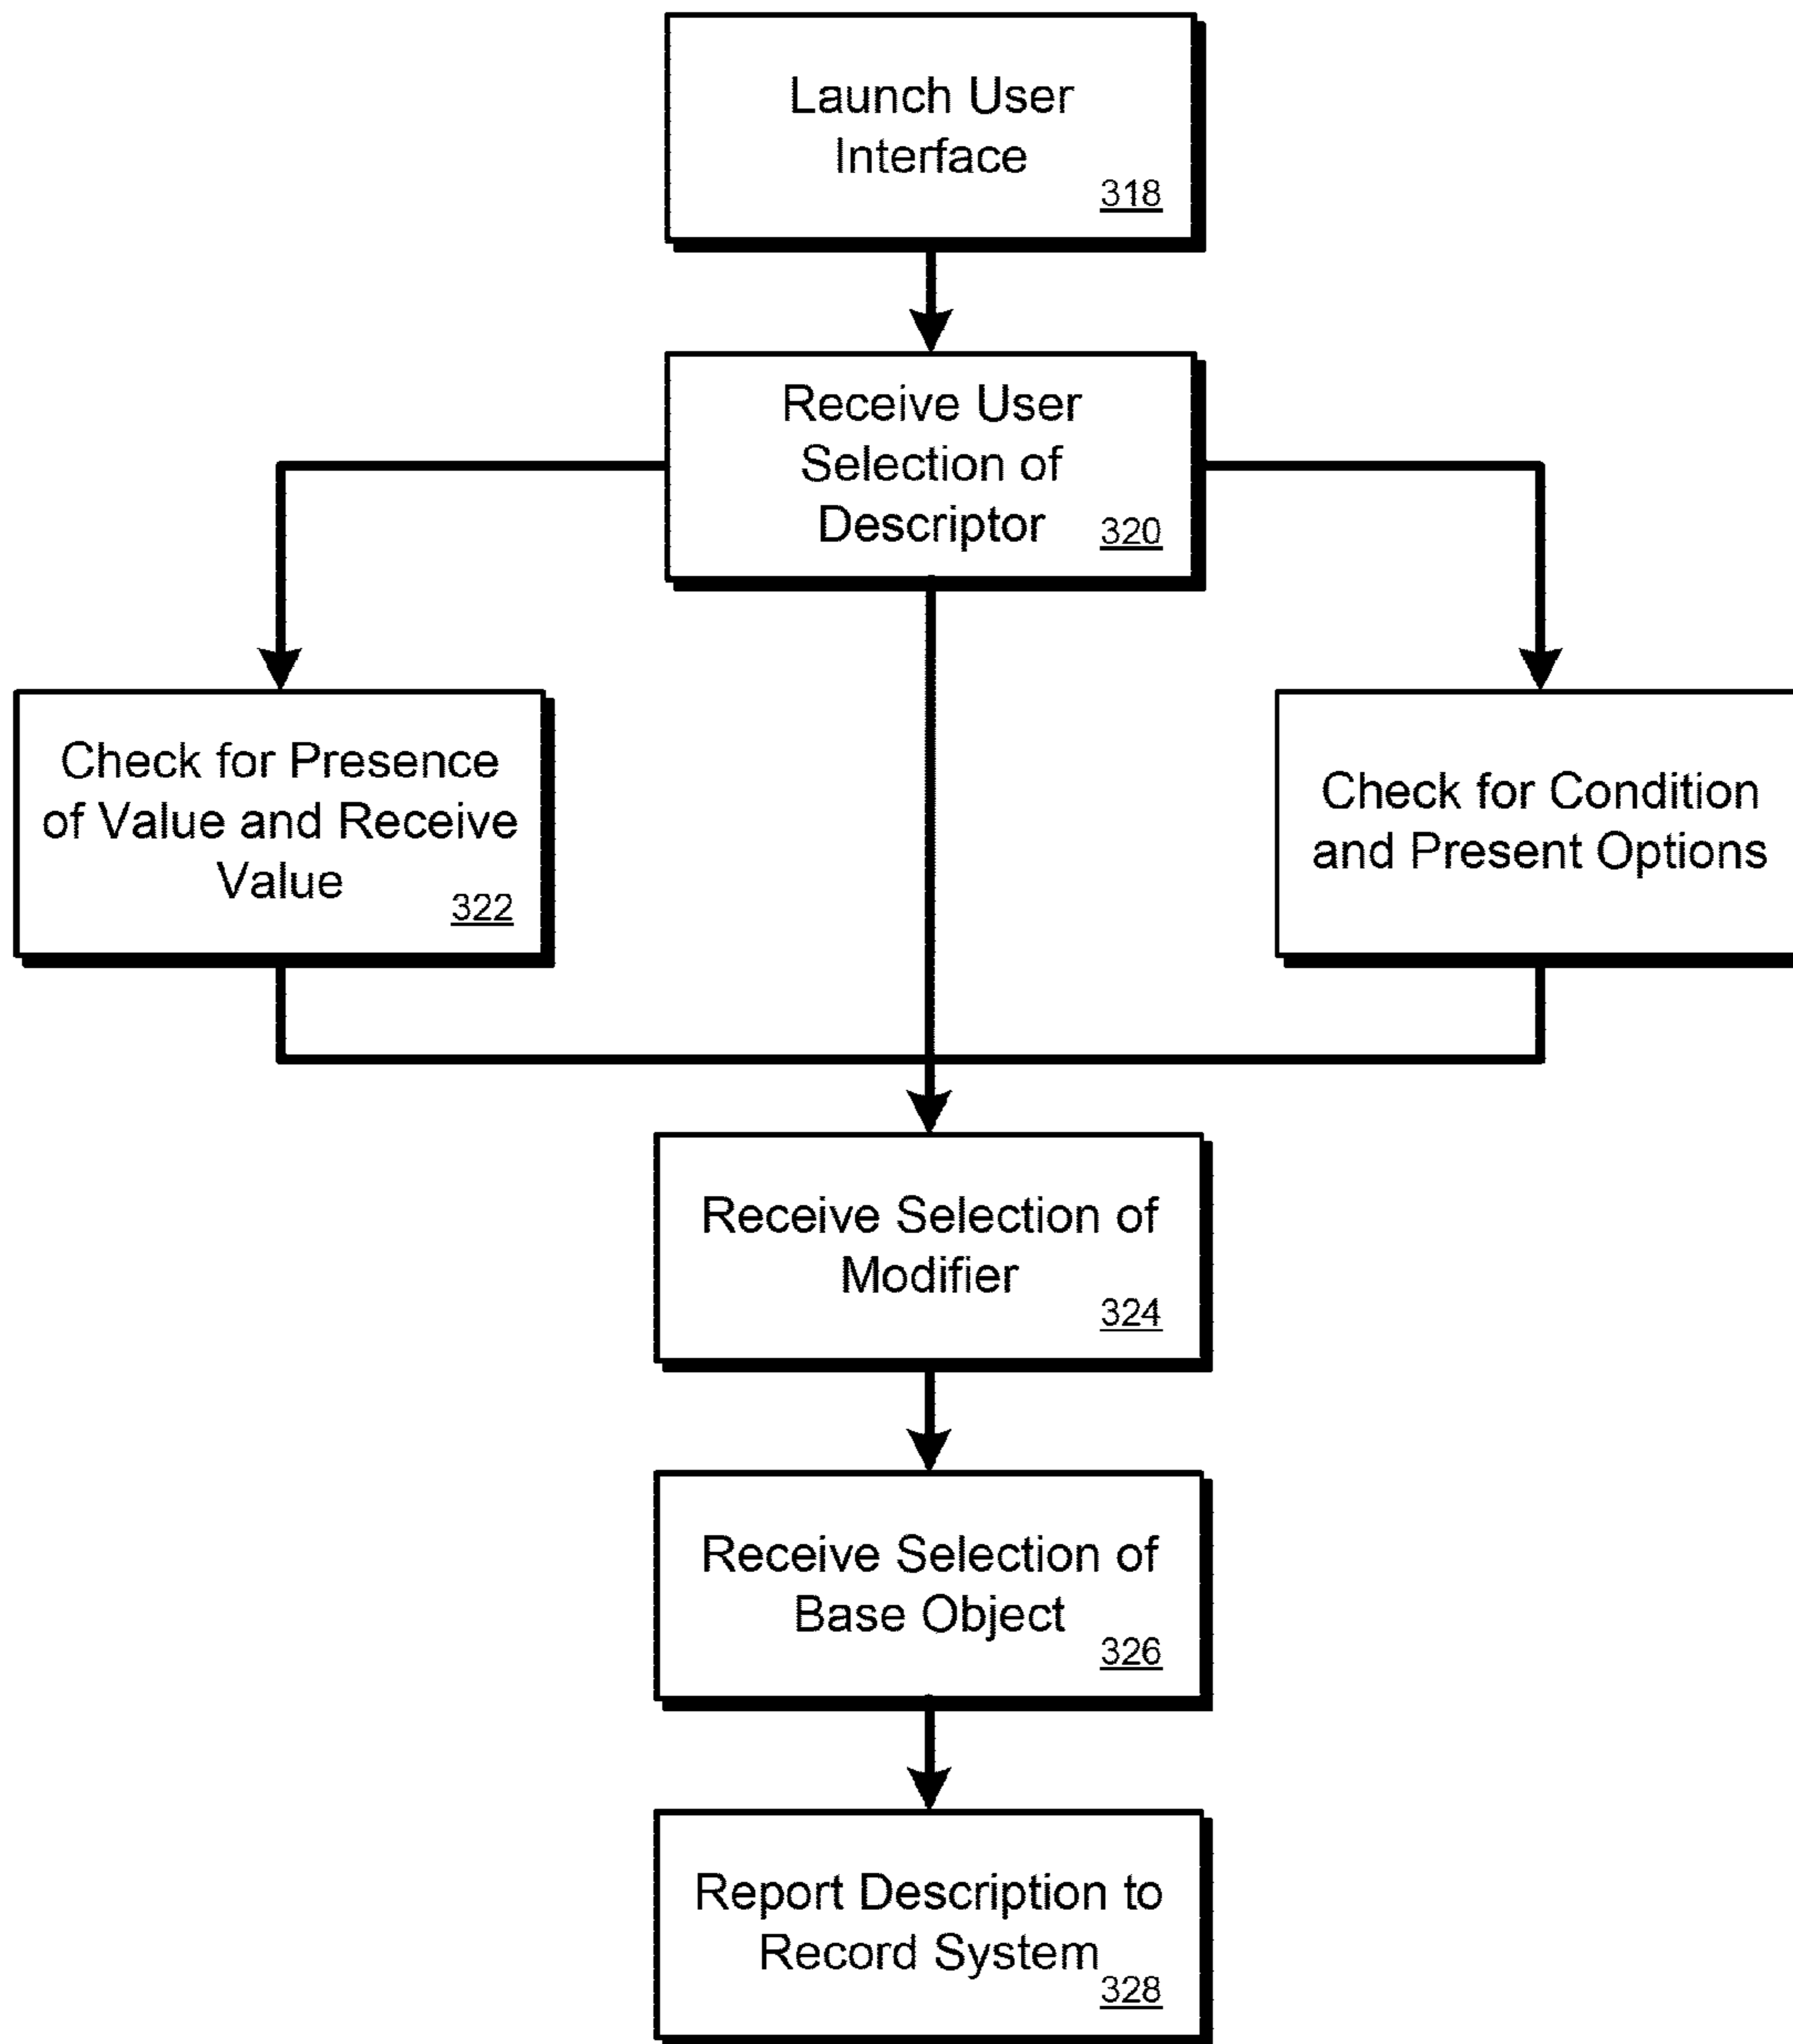 Launch User
Interface
318
Receive User
Selection of
Descriptor
320
Check for Presence
of Value and Receive
Value
322
Check for Condition
and Present Options
Receive Selection of
Modifier
324
Receive Selection of
Base Object
326
Report Description to
Record System
328